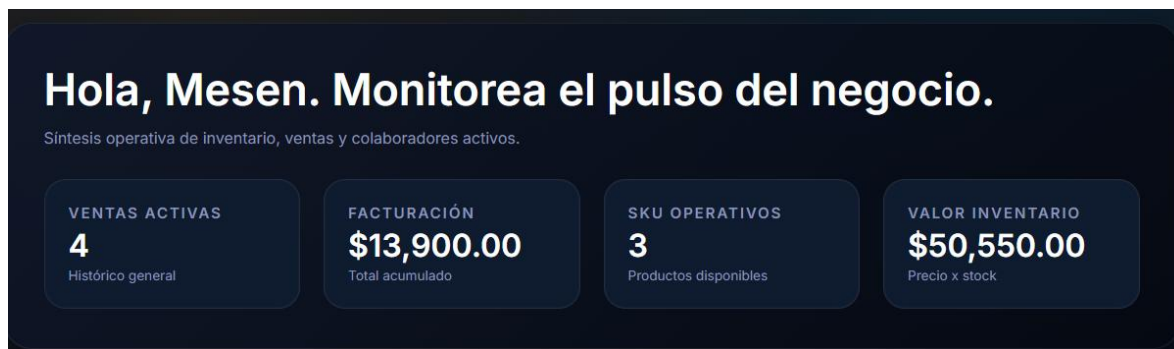 Hola, Mesen. Monitorea el pulso del negocio.
Síntesis operativa de inventario, ventas y colaboradores activos.
VENTAS ACTIVAS
4
Histórico general
FACTURACIÓN
$13,900.00
Total acumulado
SKU OPERATIVOS
3
Productos disponibles
VALOR INVENTARIO
$50,550.00
Precio x stock